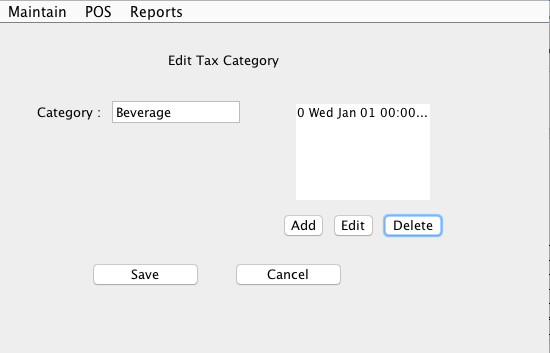 Maintain POS Reports
Edit Tax Category
Category : Beverage
0 Wed Jan 01 00:00...
Add Edit Delete
Save Cancel